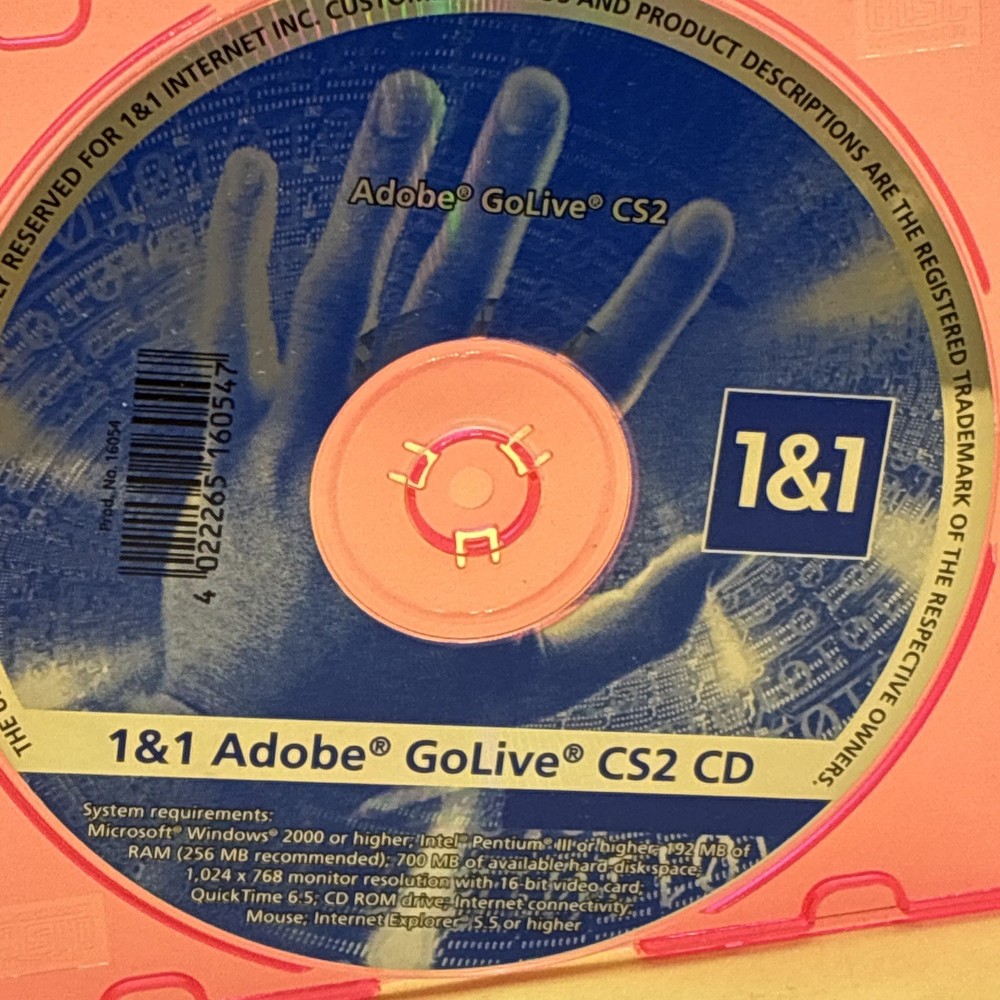 LY RESERVED FOR 1&1 INTERNET INC. CUSTOM
AND PRODUCT DESCRIPTIONS ARE THE REGISTERED TRADEMARK OF THE RESPECTIVE OWNERS.
THE
Adobe® GoLive® CS2
Prod. No. 16054
4 022265 160547
1&1
1&1 Adobe® GoLive® CS2 CD
System requirements:
Microsoft® Windows® 2000 or higher; Intel® Pentium® III or higher; 192 MB of
RAM (256 MB recommended); 700 MB of available hard-disk space;
1,024 x 768 monitor resolution with 16-bit video card;
QuickTime 6.5; CD ROM drive; Internet connectivity;
Mouse; Internet Explorer 5.5 or higher